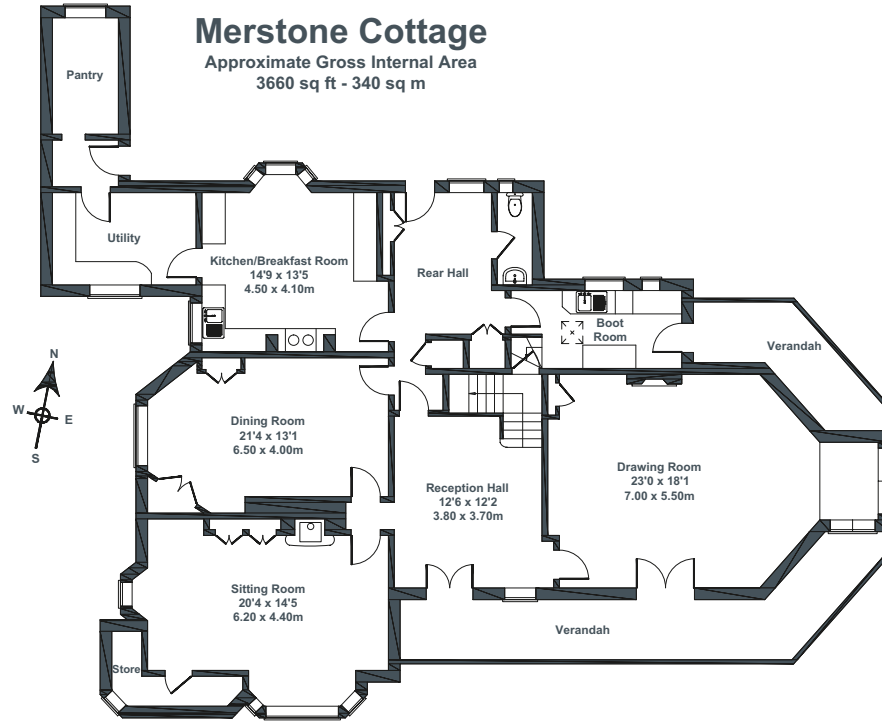 Merstone Cottage
Approximate Gross Internal Area
3660 sq ft - 340 sq m
Pantry
Utility
Kitchen/Breakfast Room
14'9 x 13'5
4.50 x 4.10m
Rear Hall
Boot
Room
Verandah
N
W
E
S
Dining Room
21'4 x 13'1
6.50 x 4.00m
Reception Hall
12'6 x 12'2
3.80 x 3.70m
Drawing Room
23'0 x 18'1
7.00 x 5.50m
Sitting Room
20'4 x 14'5
6.20 x 4.40m
Verandah
Store